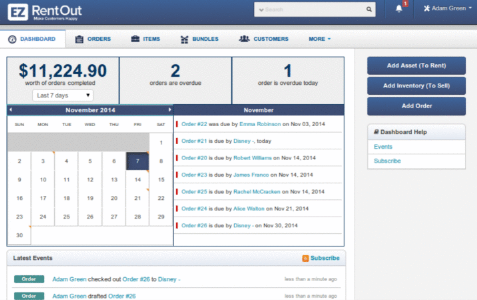 EZ RentOut
Make Customers Happy
Search
1
Adam Green
DASHBOARD
ORDERS
ITEMS
BUNDLES
CUSTOMERS
MORE
$11,224.90
worth of orders completed
Last 7 days
2
orders are overdue
1
order is overdue today
Add Asset (To Rent)
Add Inventory (To Sell)
Add Order
Dashboard Help
Events
Subscribe
November 2014
SUN MON TUE WED THU FRI SAT
1
2 3 4 5 6 7 8
9 10 11 12 13 14 15
16 17 18 19 20 21 22
23 24 25 26 27 28 29
30
November
Order #22 was due by Emma Robinson on Nov 03, 2014
Order #21 is due by Disney -, today
Order #20 is due by Robert Williams on Nov 14, 2014
Order #23 is due by James Franco on Nov 14, 2014
Order #25 is due by Rachel McCracken on Nov 14, 2014
Order #24 is due by Alice Walton on Nov 21, 2014
Order #26 is due by Disney - on Nov 30, 2014
Latest Events
Subscribe
Order Adam Green checked out Order #26 to Disney - less than a minute ago
Order Adam Green drafted Order #26 less than a minute ago